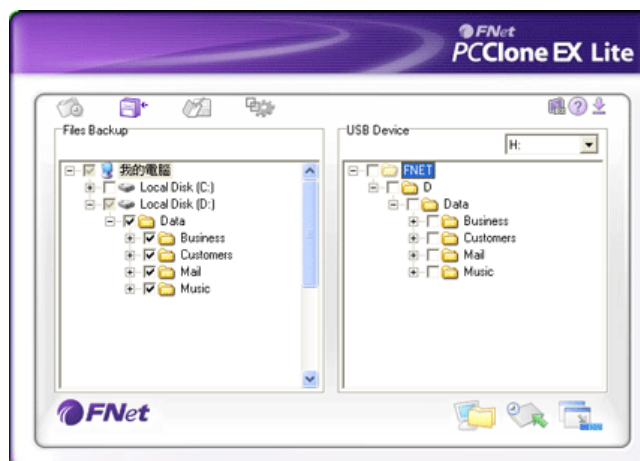 FNet
PCClone EX Lite
Files Backup
USB Device
H:
我的電腦
Local Disk (C:)
Local Disk (D:)
Data
Business
Customers
Mail
Music
FNET
D
Data
Business
Customers
Mail
Music
FNet